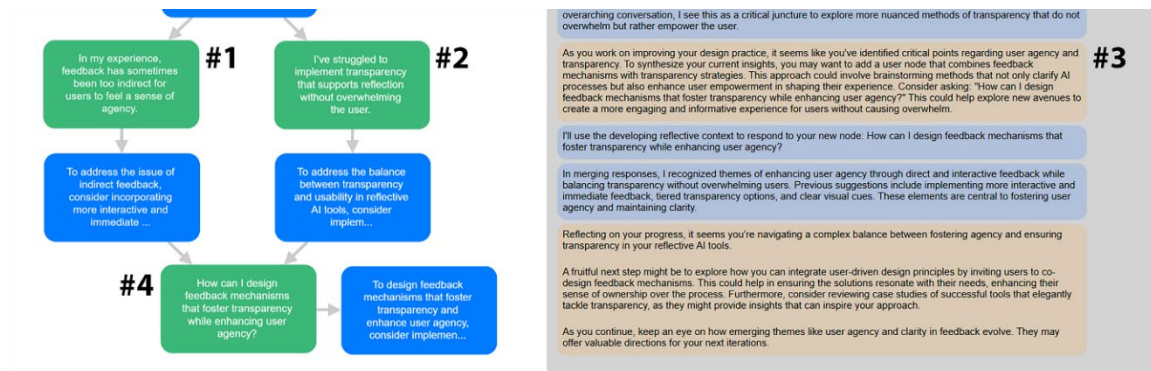 In my experience,
feedback has sometimes
been too indirect for
users to feel a sense of
agency.
#1
I've struggled to
implement transparency
that supports reflection
without overwhelming
the user.
#2
To address the issue of
indirect feedback,
consider incorporating
more interactive and
immediate ...
To address the balance
between transparency
and usability in reflective
AI tools, consider
implem...
#4
How can I design
feedback mechanisms
that foster transparency
while enhancing user
agency?
To design feedback
mechanisms that foster
transparency and
enhance user agency,
consider implemen...
overarching conversation, I see this as a critical juncture to explore more nuanced methods of transparency that do not
overwhelm but rather empower the user.
As you work on improving your design practice, it seems like you've identified critical points regarding user agency and
transparency. To synthesize your current insights, you may want to add a user node that combines feedback
mechanisms with transparency strategies. This approach could involve brainstorming methods that not only clarify AI
processes but also enhance user empowerment in shaping their experience. Consider asking: "How can I design
feedback mechanisms that foster transparency while enhancing user agency?" This could help explore new avenues to
create a more engaging and informative experience for users without causing overwhelm.
#3
I'll use the developing reflective context to respond to your new node: How can I design feedback mechanisms that
foster transparency while enhancing user agency?
In merging responses, I recognized themes of enhancing user agency through direct and interactive feedback while
balancing transparency without overwhelming users. Previous suggestions include implementing more interactive and
immediate feedback, tiered transparency options, and clear visual cues. These elements are central to fostering user
agency and maintaining clarity.
Reflecting on your progress, it seems you're navigating a complex balance between fostering agency and ensuring
transparency in your reflective AI tools.
A fruitful next step might be to explore how you can integrate user-driven design principles by inviting users to co-
design feedback mechanisms. This could help in ensuring the solutions resonate with their needs, enhancing their
sense of ownership over the process. Furthermore, consider reviewing case studies of successful tools that elegantly
tackle transparency, as they might provide insights that can inspire your approach.
As you continue, keep an eye on how emerging themes like user agency and clarity in feedback evolve. They may
offer valuable directions for your next iterations.